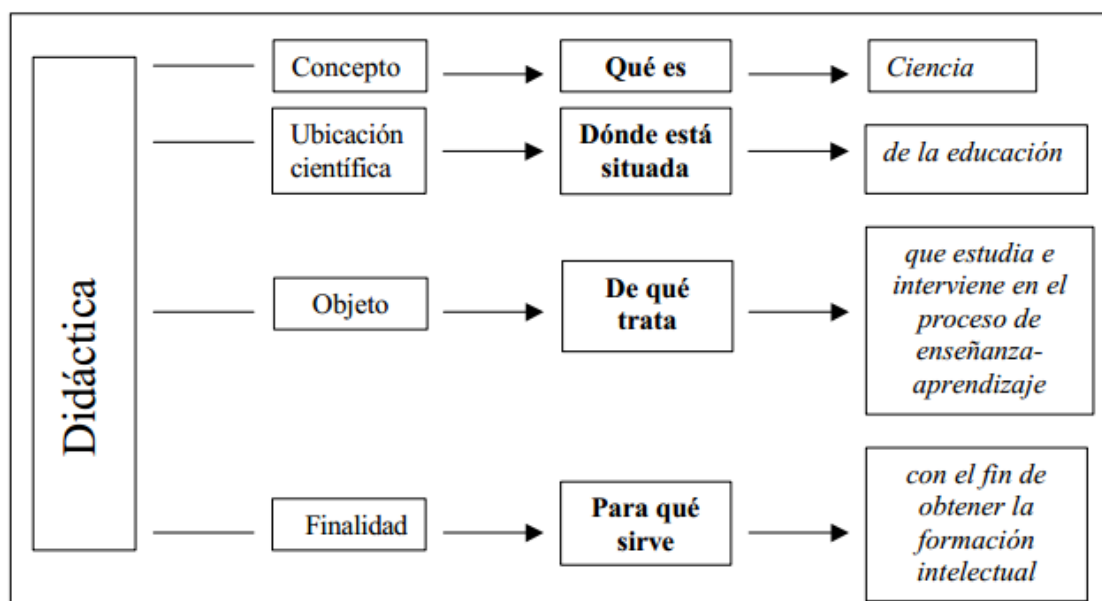 Didáctica
Concepto
Qué es
Ciencia
Ubicación
científica
Dónde está
situada
de la educación
Objeto
De qué
trata
que estudia e
interviene en el
proceso de
enseñanza-
aprendizaje
Finalidad
Para qué
sirve
con el fin de
obtener la
formación
intelectual